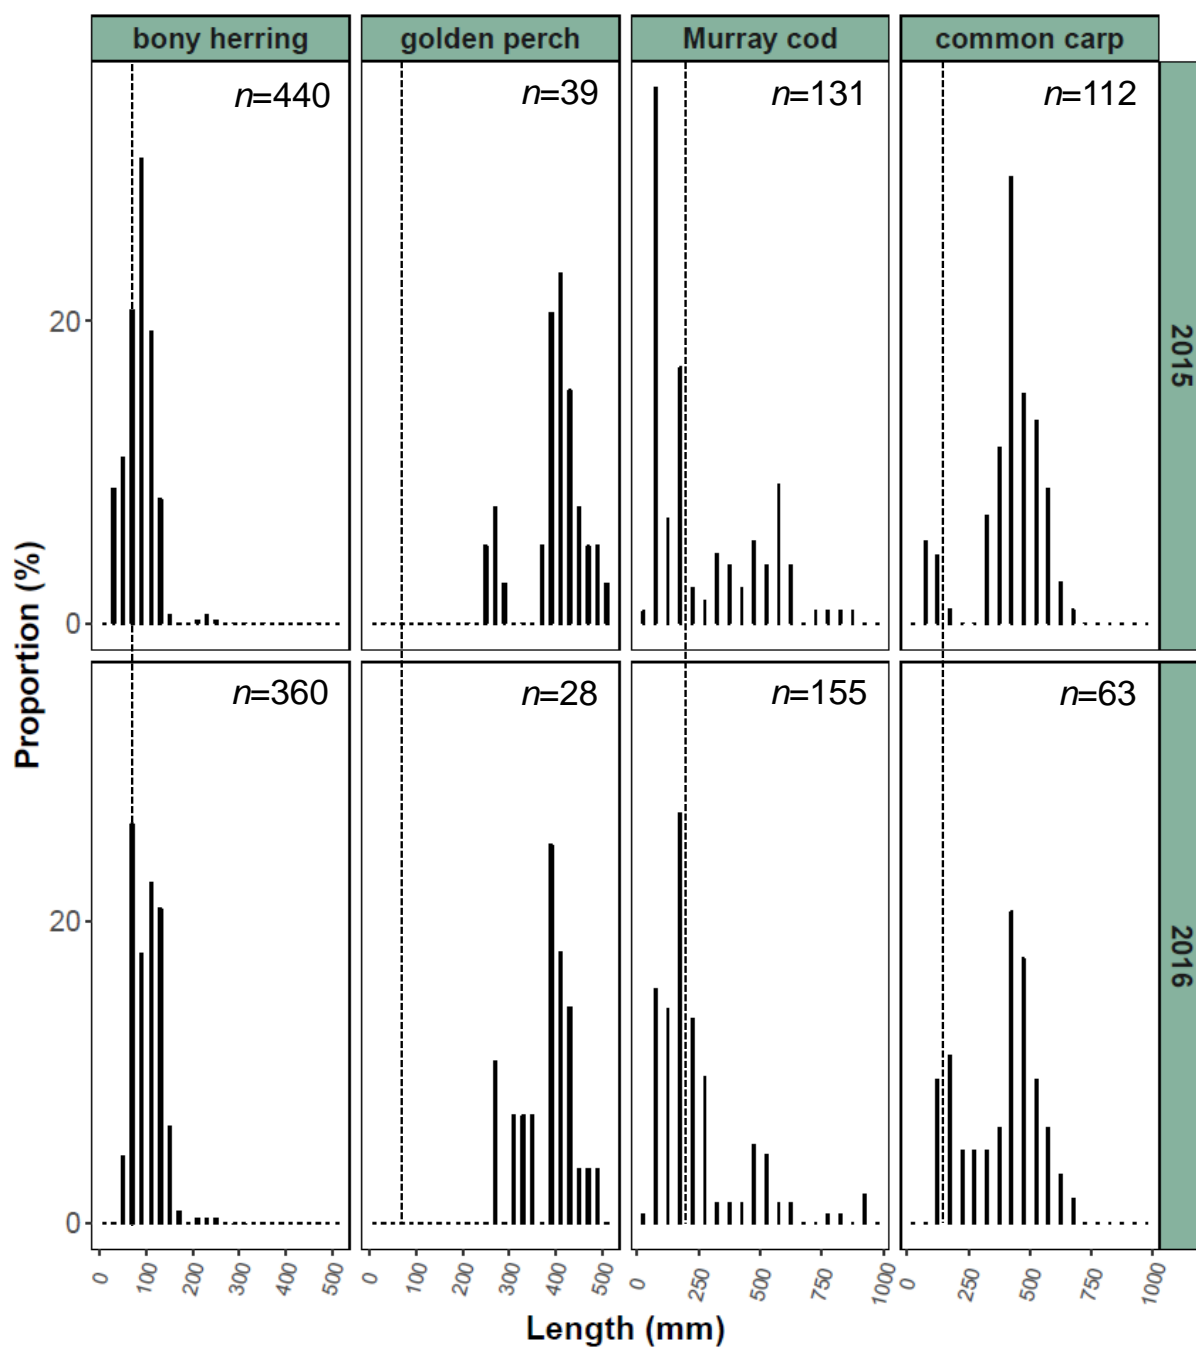 bony herring golden perch Murray cod common carp
n=440 n=39 n=131 n=112
20
0
2015
n=360 n=28 n=155 n=63
20
0
2016
Proportion (%)
0 100 200 300 400 500 0 100 200 300 400 500 0 250 500 750 1000 0 250 500 750 1000
Length (mm)